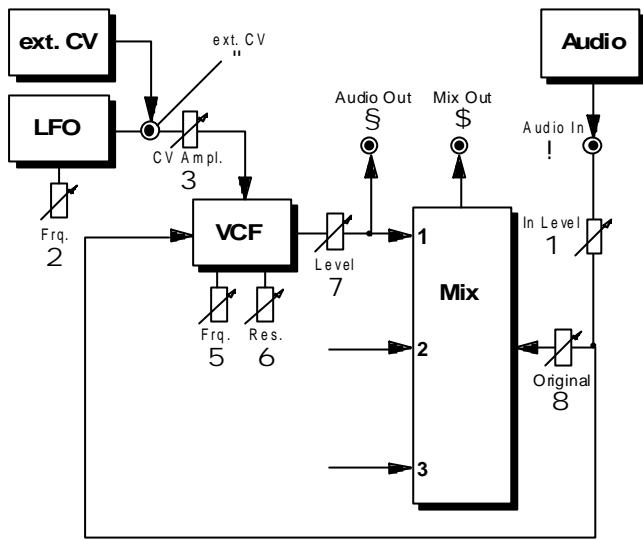 ext. CV
ext. CV
"
Audio
LFO
CV Ampl.
3
Frq.
2
Audio Out
§
Mix Out
$
Audio In
!
In Level
1
VCF
Level
7
Frq.
5
Res.
6
1
Mix
2
3
Original
8